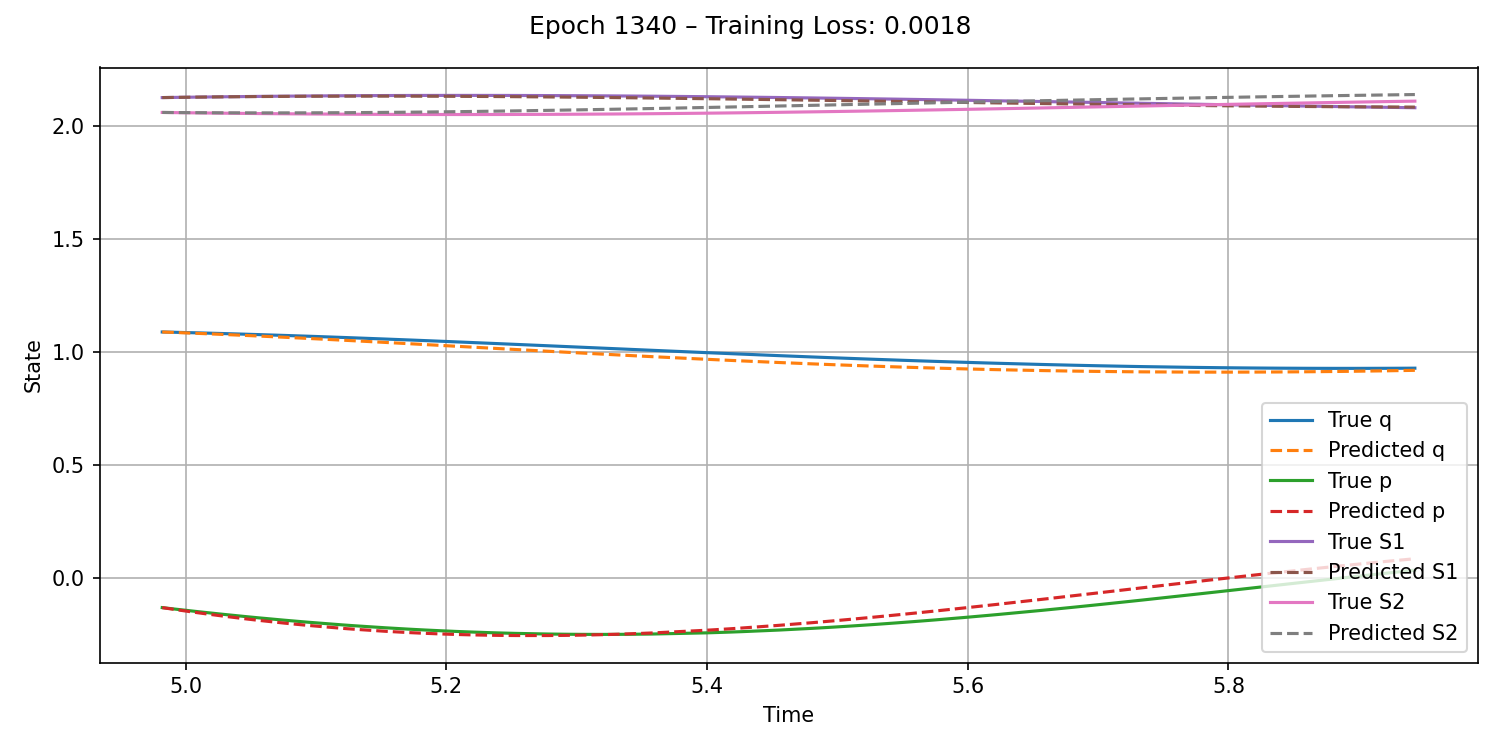 Epoch 1340 – Training Loss: 0.0018
State
2.0
1.5
1.0
0.5
0.0
True q
Predicted q
True p
Predicted p
True S1
Predicted S1
True S2
Predicted S2
5.0 5.2 5.4 5.6 5.8
Time